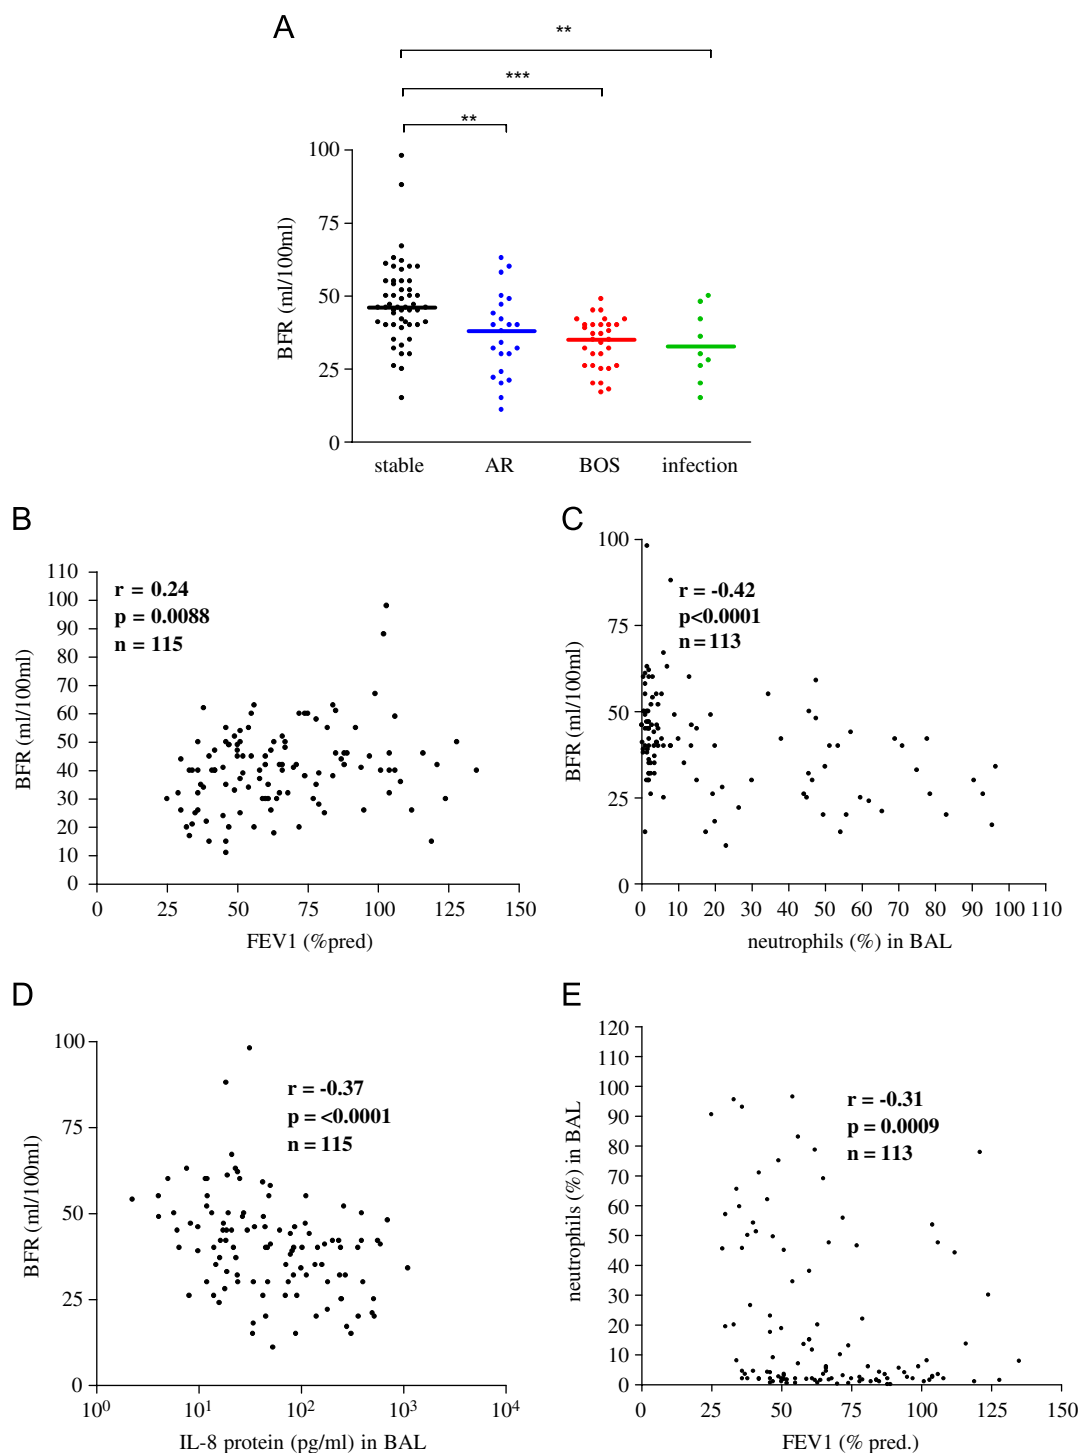 A
**
***
**
100
75
50
25
0
BFR (ml/100ml)
stable AR BOS infection
B
110
100
90
80
70
60
50
40
30
20
10
0
BFR (ml/100ml)
r = 0.24
p = 0.0088
n = 115
0 25 50 75 100 125 150
FEV1 (%pred)
C
100
75
50
25
0
BFR (ml/100ml)
r = -0.42
p<0.0001
n = 113
0 10 20 30 40 50 60 70 80 90 100 110
neutrophils (%) in BAL
D
100
75
50
25
0
BFR (ml/100ml)
r = -0.37
p = <0.0001
n = 115
10⁰ 10¹ 10² 10³ 10⁴
IL-8 protein (pg/ml) in BAL
E
120
110
100
90
80
70
60
50
40
30
20
10
0
neutrophils (%) in BAL
r = -0.31
p = 0.0009
n = 113
0 25 50 75 100 125 150
FEV1 (% pred.)